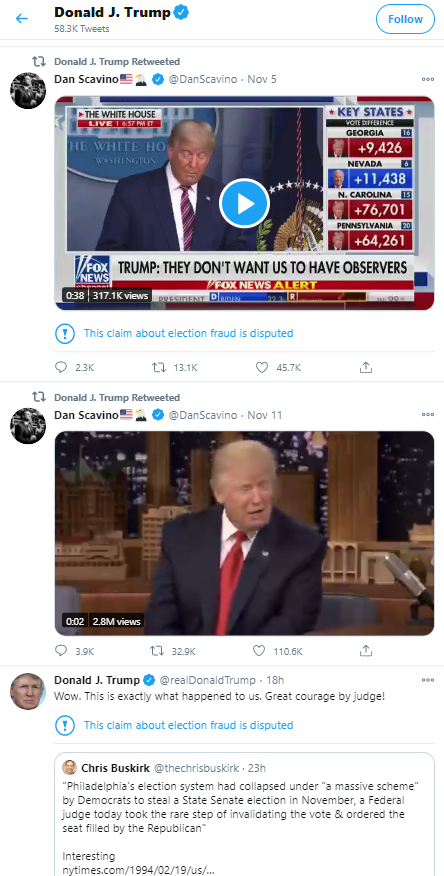 Donald J. Trump
58.3K Tweets
Follow
Donald J. Trump Retweeted
Dan Scavino @DanScavino · Nov 5
THE WHITE HOUSE
LIVE 6:57 PM ET
THE WHITE HO
WASHINGTON
KEY STATES
VOTE DIFFERENCE
GEORGIA 16
+9,426
NEVADA 6
+11,438
N. CAROLINA 15
+76,701
PENNSYLVANIA 20
+64,261
FOX NEWS channel
TRUMP: THEY DON'T WANT US TO HAVE OBSERVERS
FOX NEWS ALERT
0:38 317.1K views
PRESIDENT D BIDEN R
This claim about election fraud is disputed
2.3K 13.1K 45.7K
Donald J. Trump Retweeted
Dan Scavino @DanScavino · Nov 11
0:02 2.8M views
3.9K 32.9K 110.6K
Donald J. Trump @realDonaldTrump · 18h
Wow. This is exactly what happened to us. Great courage by judge!
This claim about election fraud is disputed
Chris Buskirk @thechrisbuskirk · 23h
"Philadelphia's election system had collapsed under "a massive scheme"
by Democrats to steal a State Senate election in November, a Federal
judge today took the rare step of invalidating the vote & ordered the
seat filled by the Republican"
Interesting
nytimes.com/1994/02/19/us/...